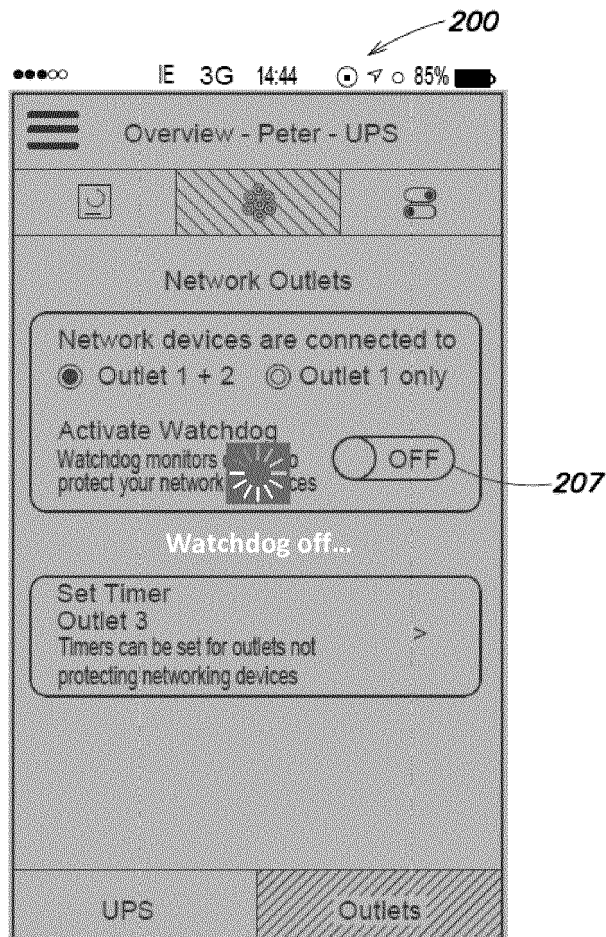 200
IE 3G 14:44 85%
Overview - Peter - UPS
Network Outlets
Network devices are connected to
Outlet 1 + 2 Outlet 1 only
Activate Watchdog
Watchdog monitors
OFF
protect your network
207
Watchdog off...
Set Timer
Outlet 3
>
Timers can be set for outlets not
protecting networking devices
UPS Outlets